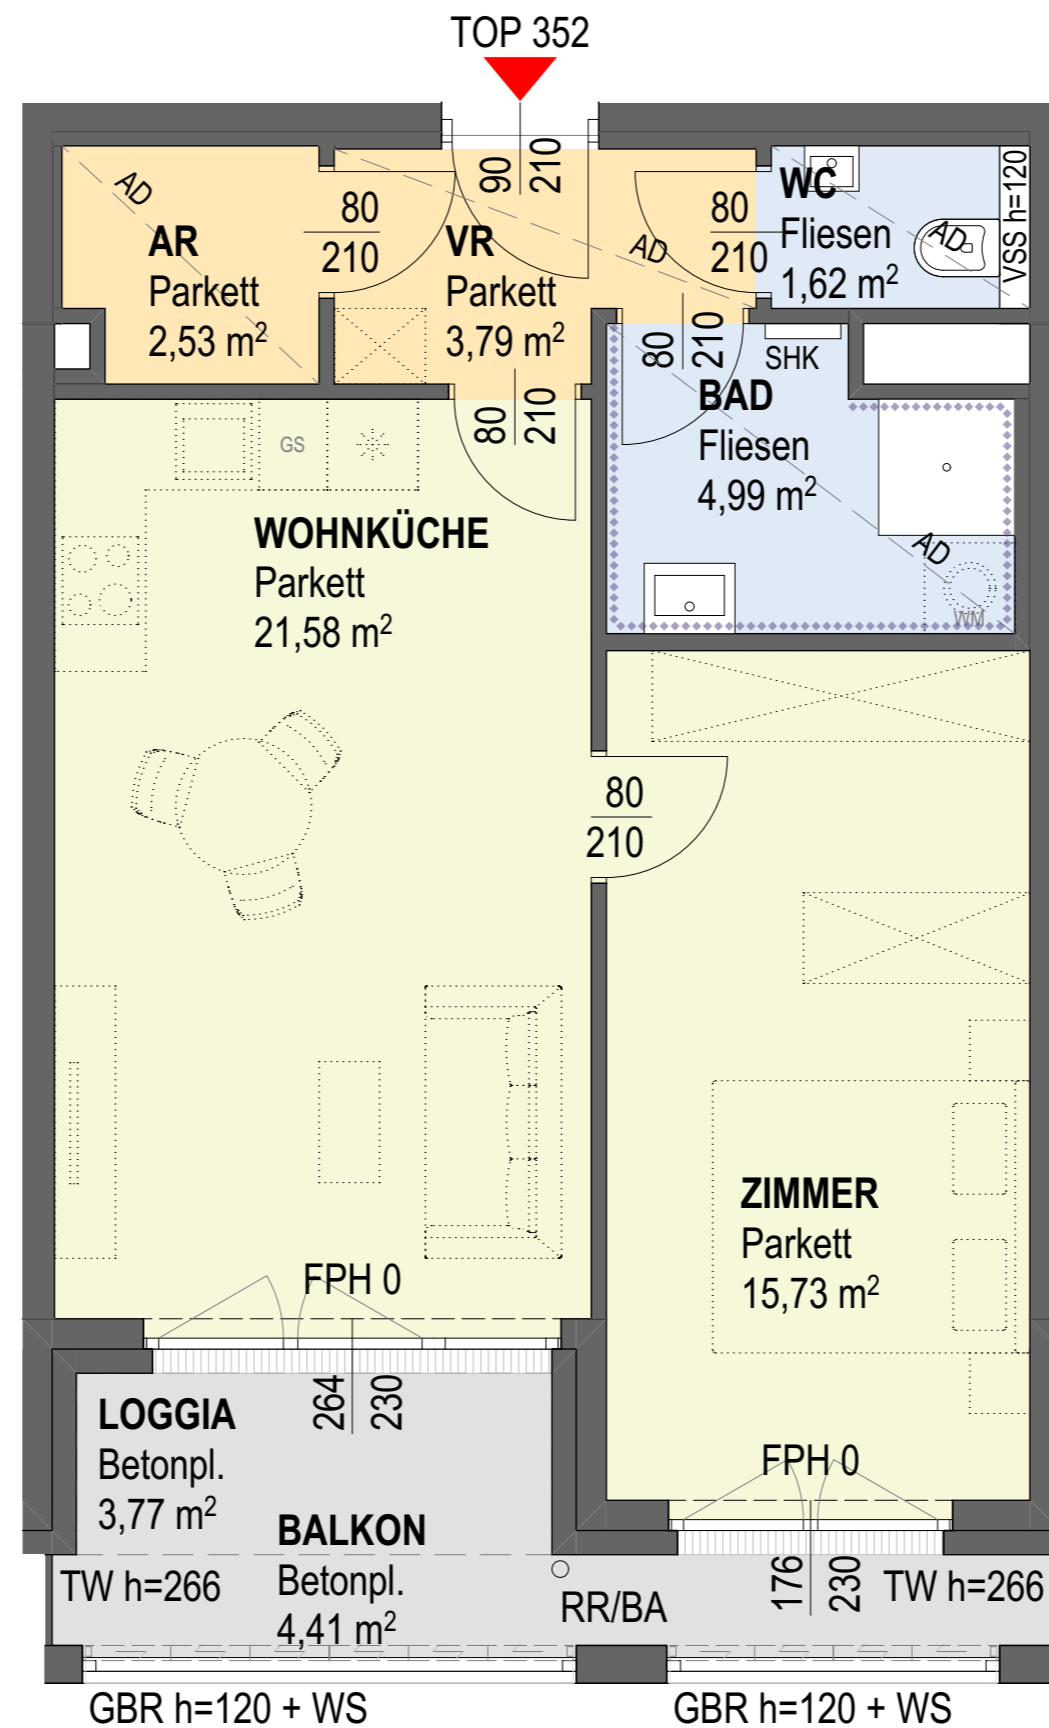 TOP 352
90
210
AD
AR
Parkett
2,53 m²
80
210
VR
Parkett
3,79 m²
AD
80
210
WC
Fliesen
1,62 m²
AD
VSS h=120
80
210
SHK
BAD
Fliesen
4,99 m²
AD
WM
80
210
GS
WOHNKÜCHE
Parkett
21,58 m²
80
210
ZIMMER
Parkett
15,73 m²
FPH 0
264
230
FPH 0
176
230
LOGGIA
Betonpl.
3,77 m²
BALKON
Betonpl.
4,41 m²
TW h=266
RR/BA
TW h=266
GBR h=120 + WS
GBR h=120 + WS